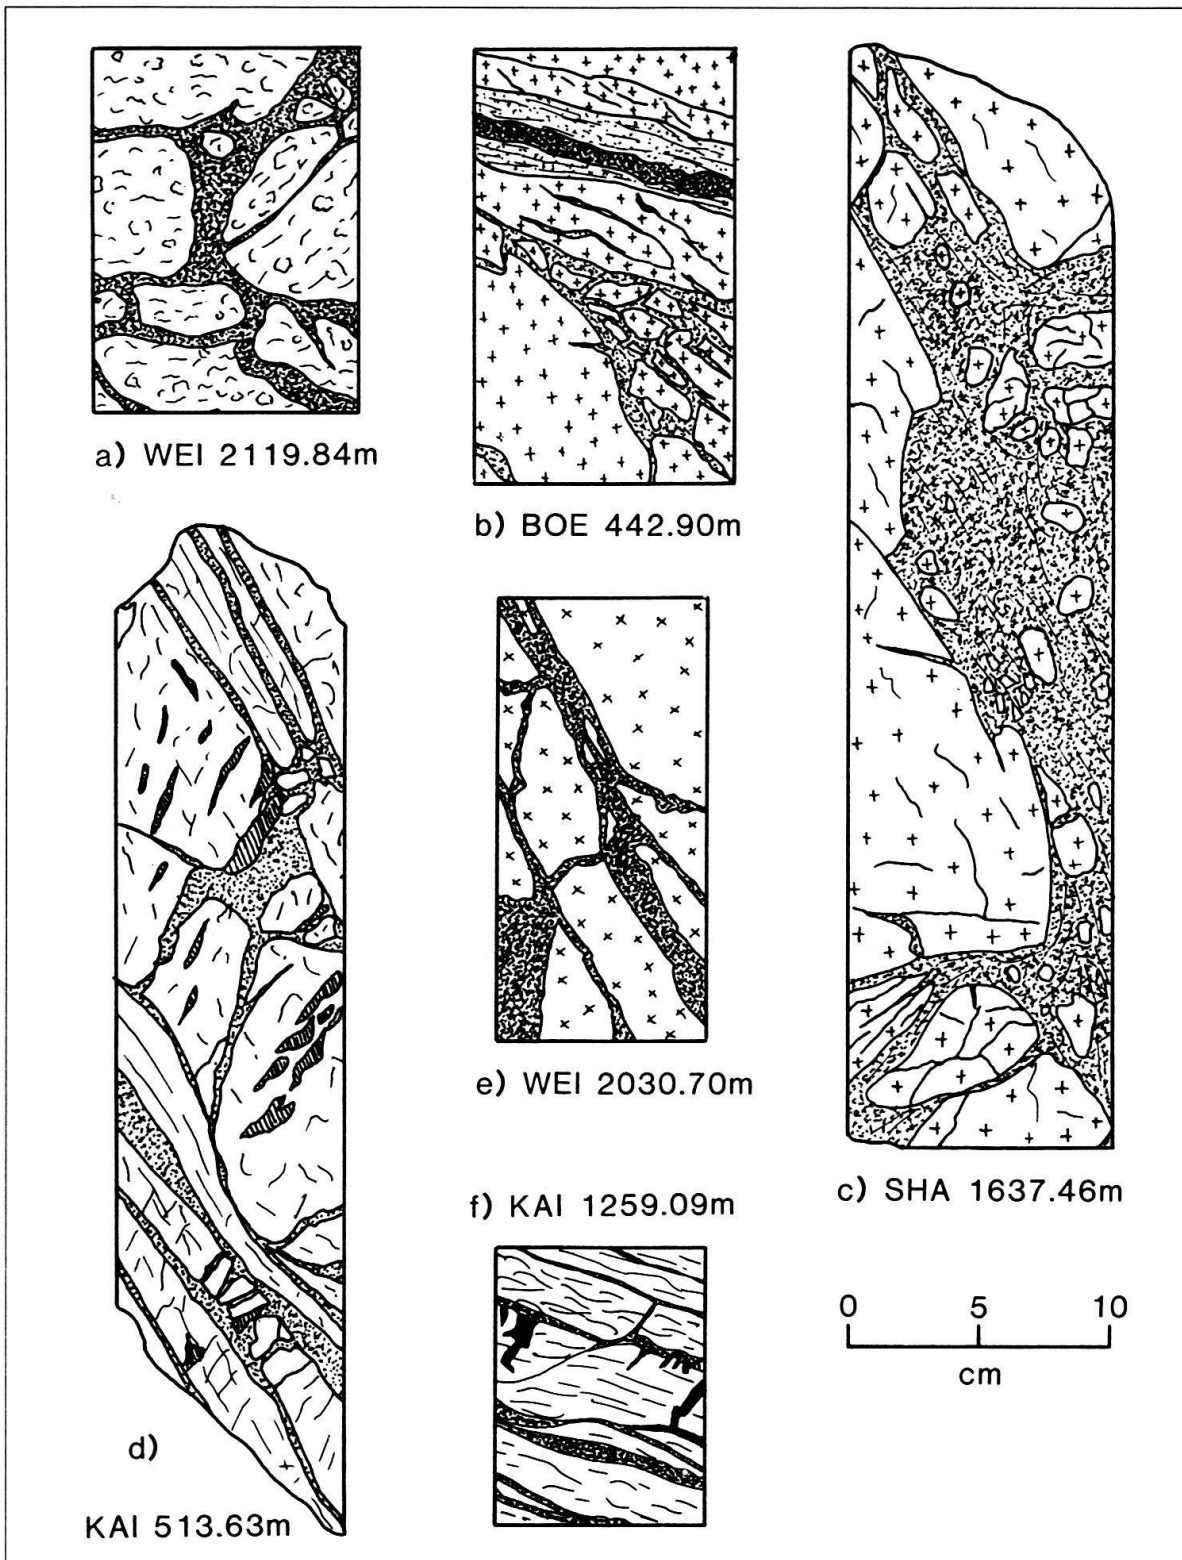 a) WEI 2119.84m
b) BOE 442.90m
e) WEI 2030.70m
c) SHA 1637.46m
f) KAI 1259.09m
0 5 10
cm
d)
KAI 513.63m